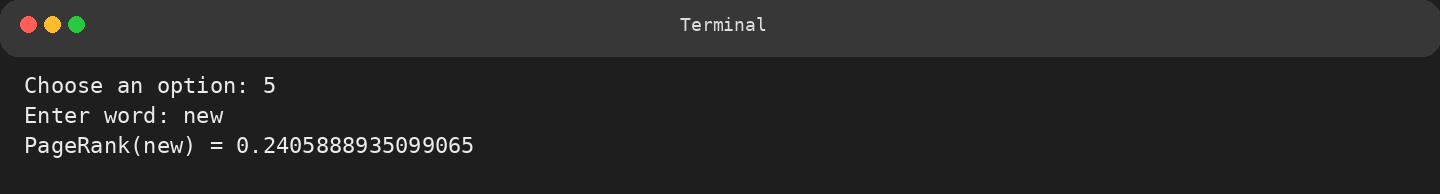 Terminal
Choose an option: 5
Enter word: new
PageRank(new) = 0.2405888935099065